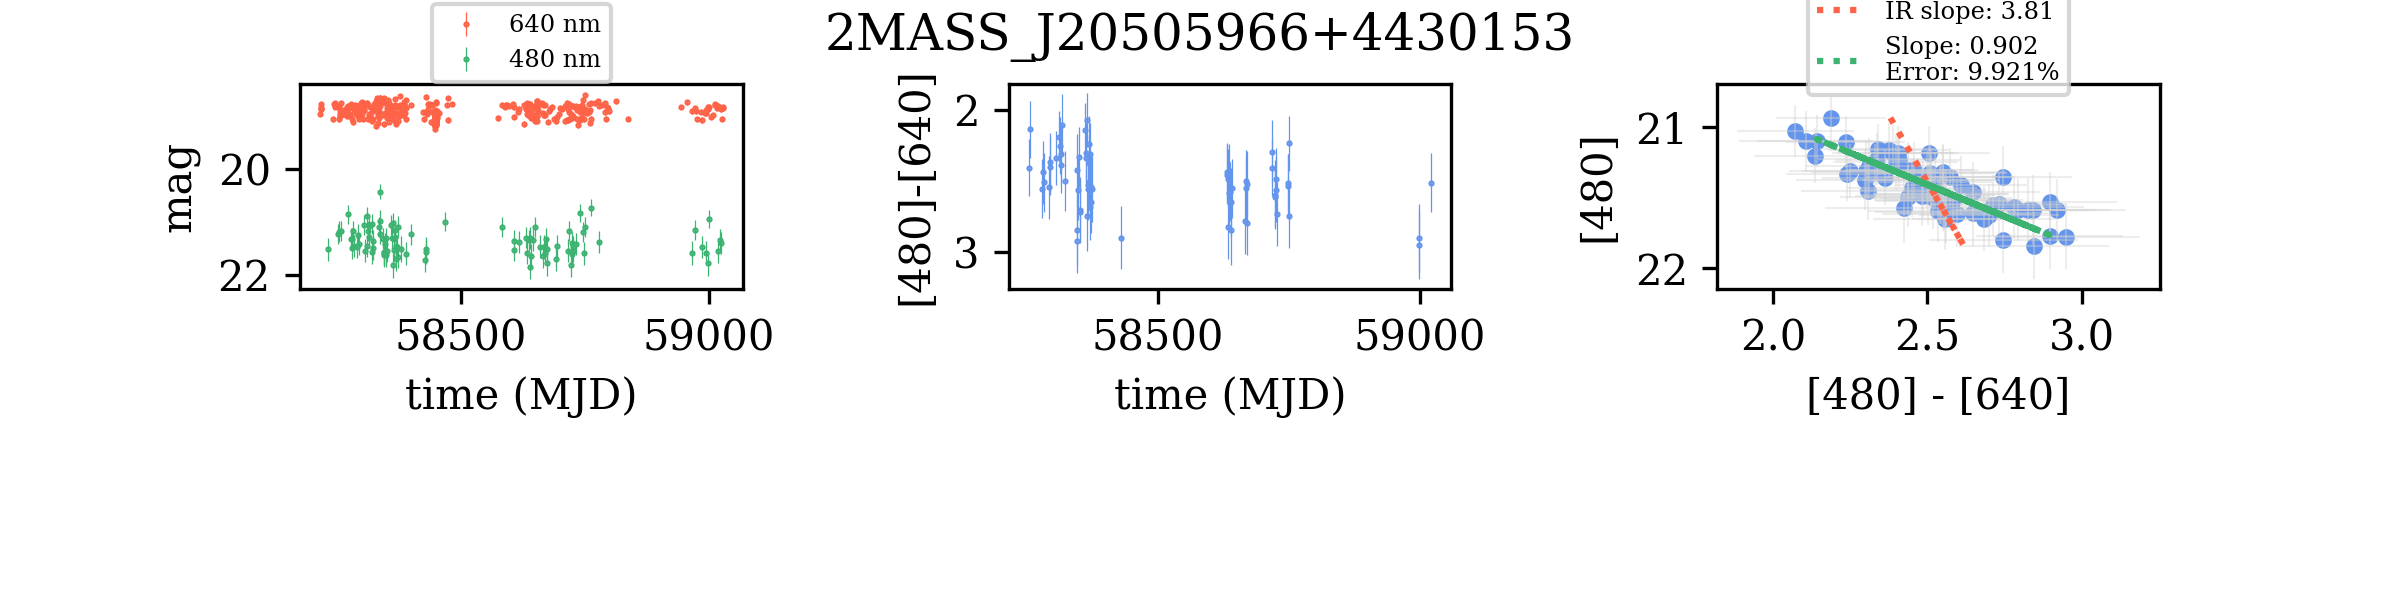 2MASS_J20505966+4430153
640 nm
480 nm
mag
20
22
58500
59000
time (MJD)
[480]-[640]
2
3
58500
59000
time (MJD)
IR slope: 3.81
Slope: 0.902
Error: 9.921%
[480]
21
22
2.0
2.5
3.0
[480] - [640]